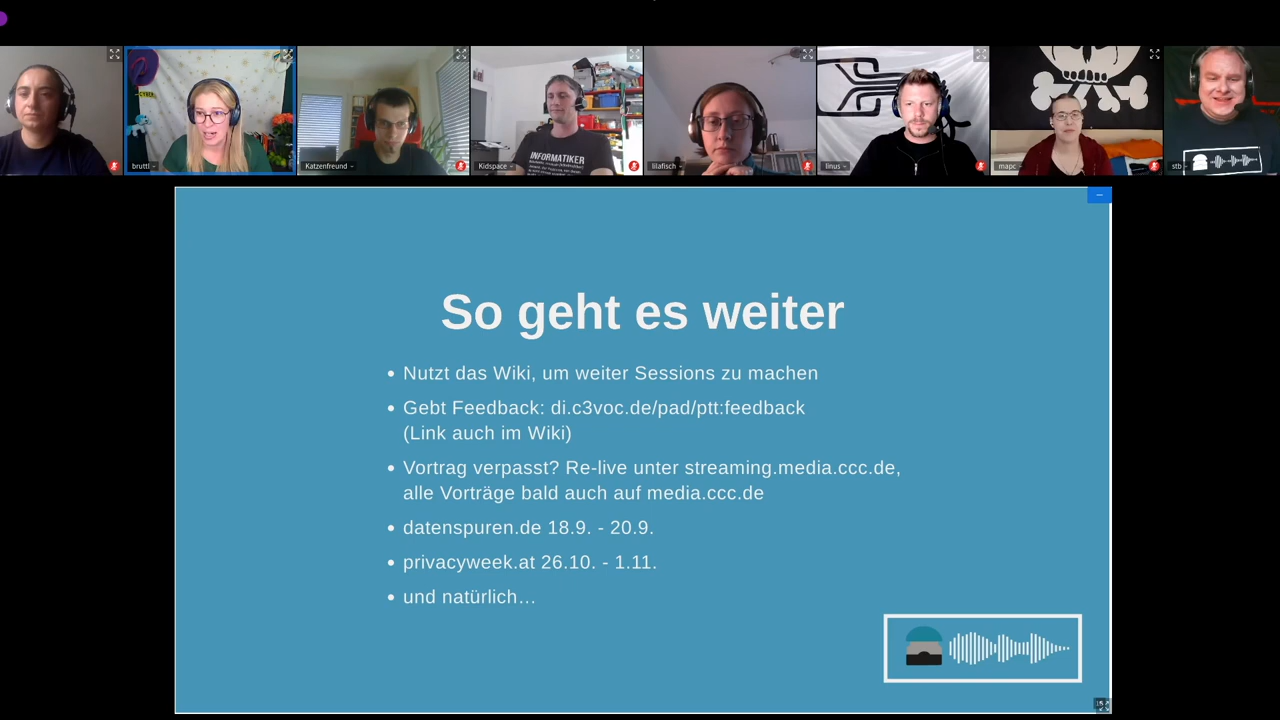 CYBER
bruttl
Katzenfreund
INFORMATIKER
Kidspace
lilafisch
linus
mapc
stb
So geht es weiter
• Nutzt das Wiki, um weiter Sessions zu machen
• Gebt Feedback: di.c3voc.de/pad/ptt:feedback
(Link auch im Wiki)
• Vortrag verpasst? Re-live unter streaming.media.ccc.de,
alle Vorträge bald auch auf media.ccc.de
• datenspuren.de 18.9. - 20.9.
• privacyweek.at 26.10. - 1.11.
• und natürlich…